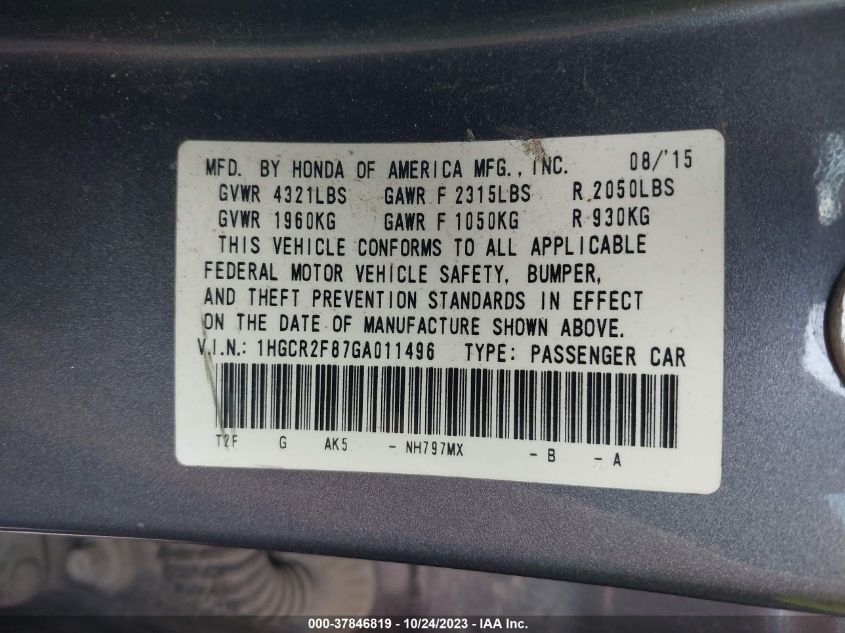 MFD. BY HONDA OF AMERICA MFG., INC. 08/'15
GVWR 4321LBS GAWR F 2315LBS R 2050LBS
GVWR 1960KG GAWR F 1050KG R 930KG
THIS VEHICLE CONFORMS TO ALL APPLICABLE
FEDERAL MOTOR VEHICLE SAFETY, BUMPER,
AND THEFT PREVENTION STANDARDS IN EFFECT
ON THE DATE OF MANUFACTURE SHOWN ABOVE.
V.I.N.: 1HGCR2F87GA011496 TYPE: PASSENGER CAR
T2F G AK5 - NH797MX - B - A
000-37846819 - 10/24/2023 - IAA Inc.